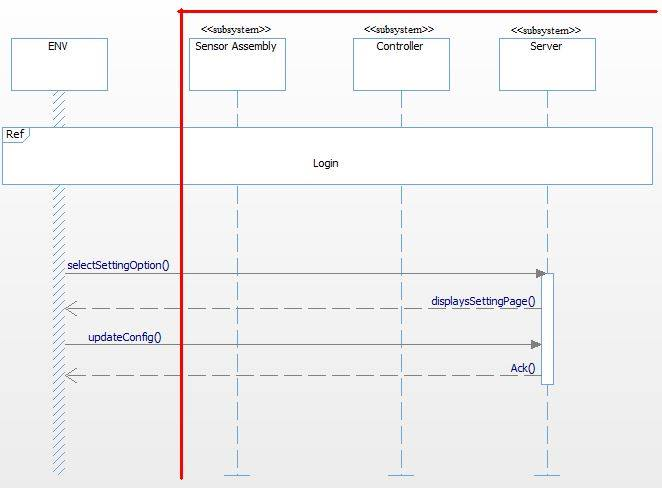 <<subsystem>> <<subsystem>> <<subsystem>>
ENV Sensor Assembly Controller Server
Ref
Login
selectSettingOption()
displaysSettingPage()
updateConfig()
Ack()